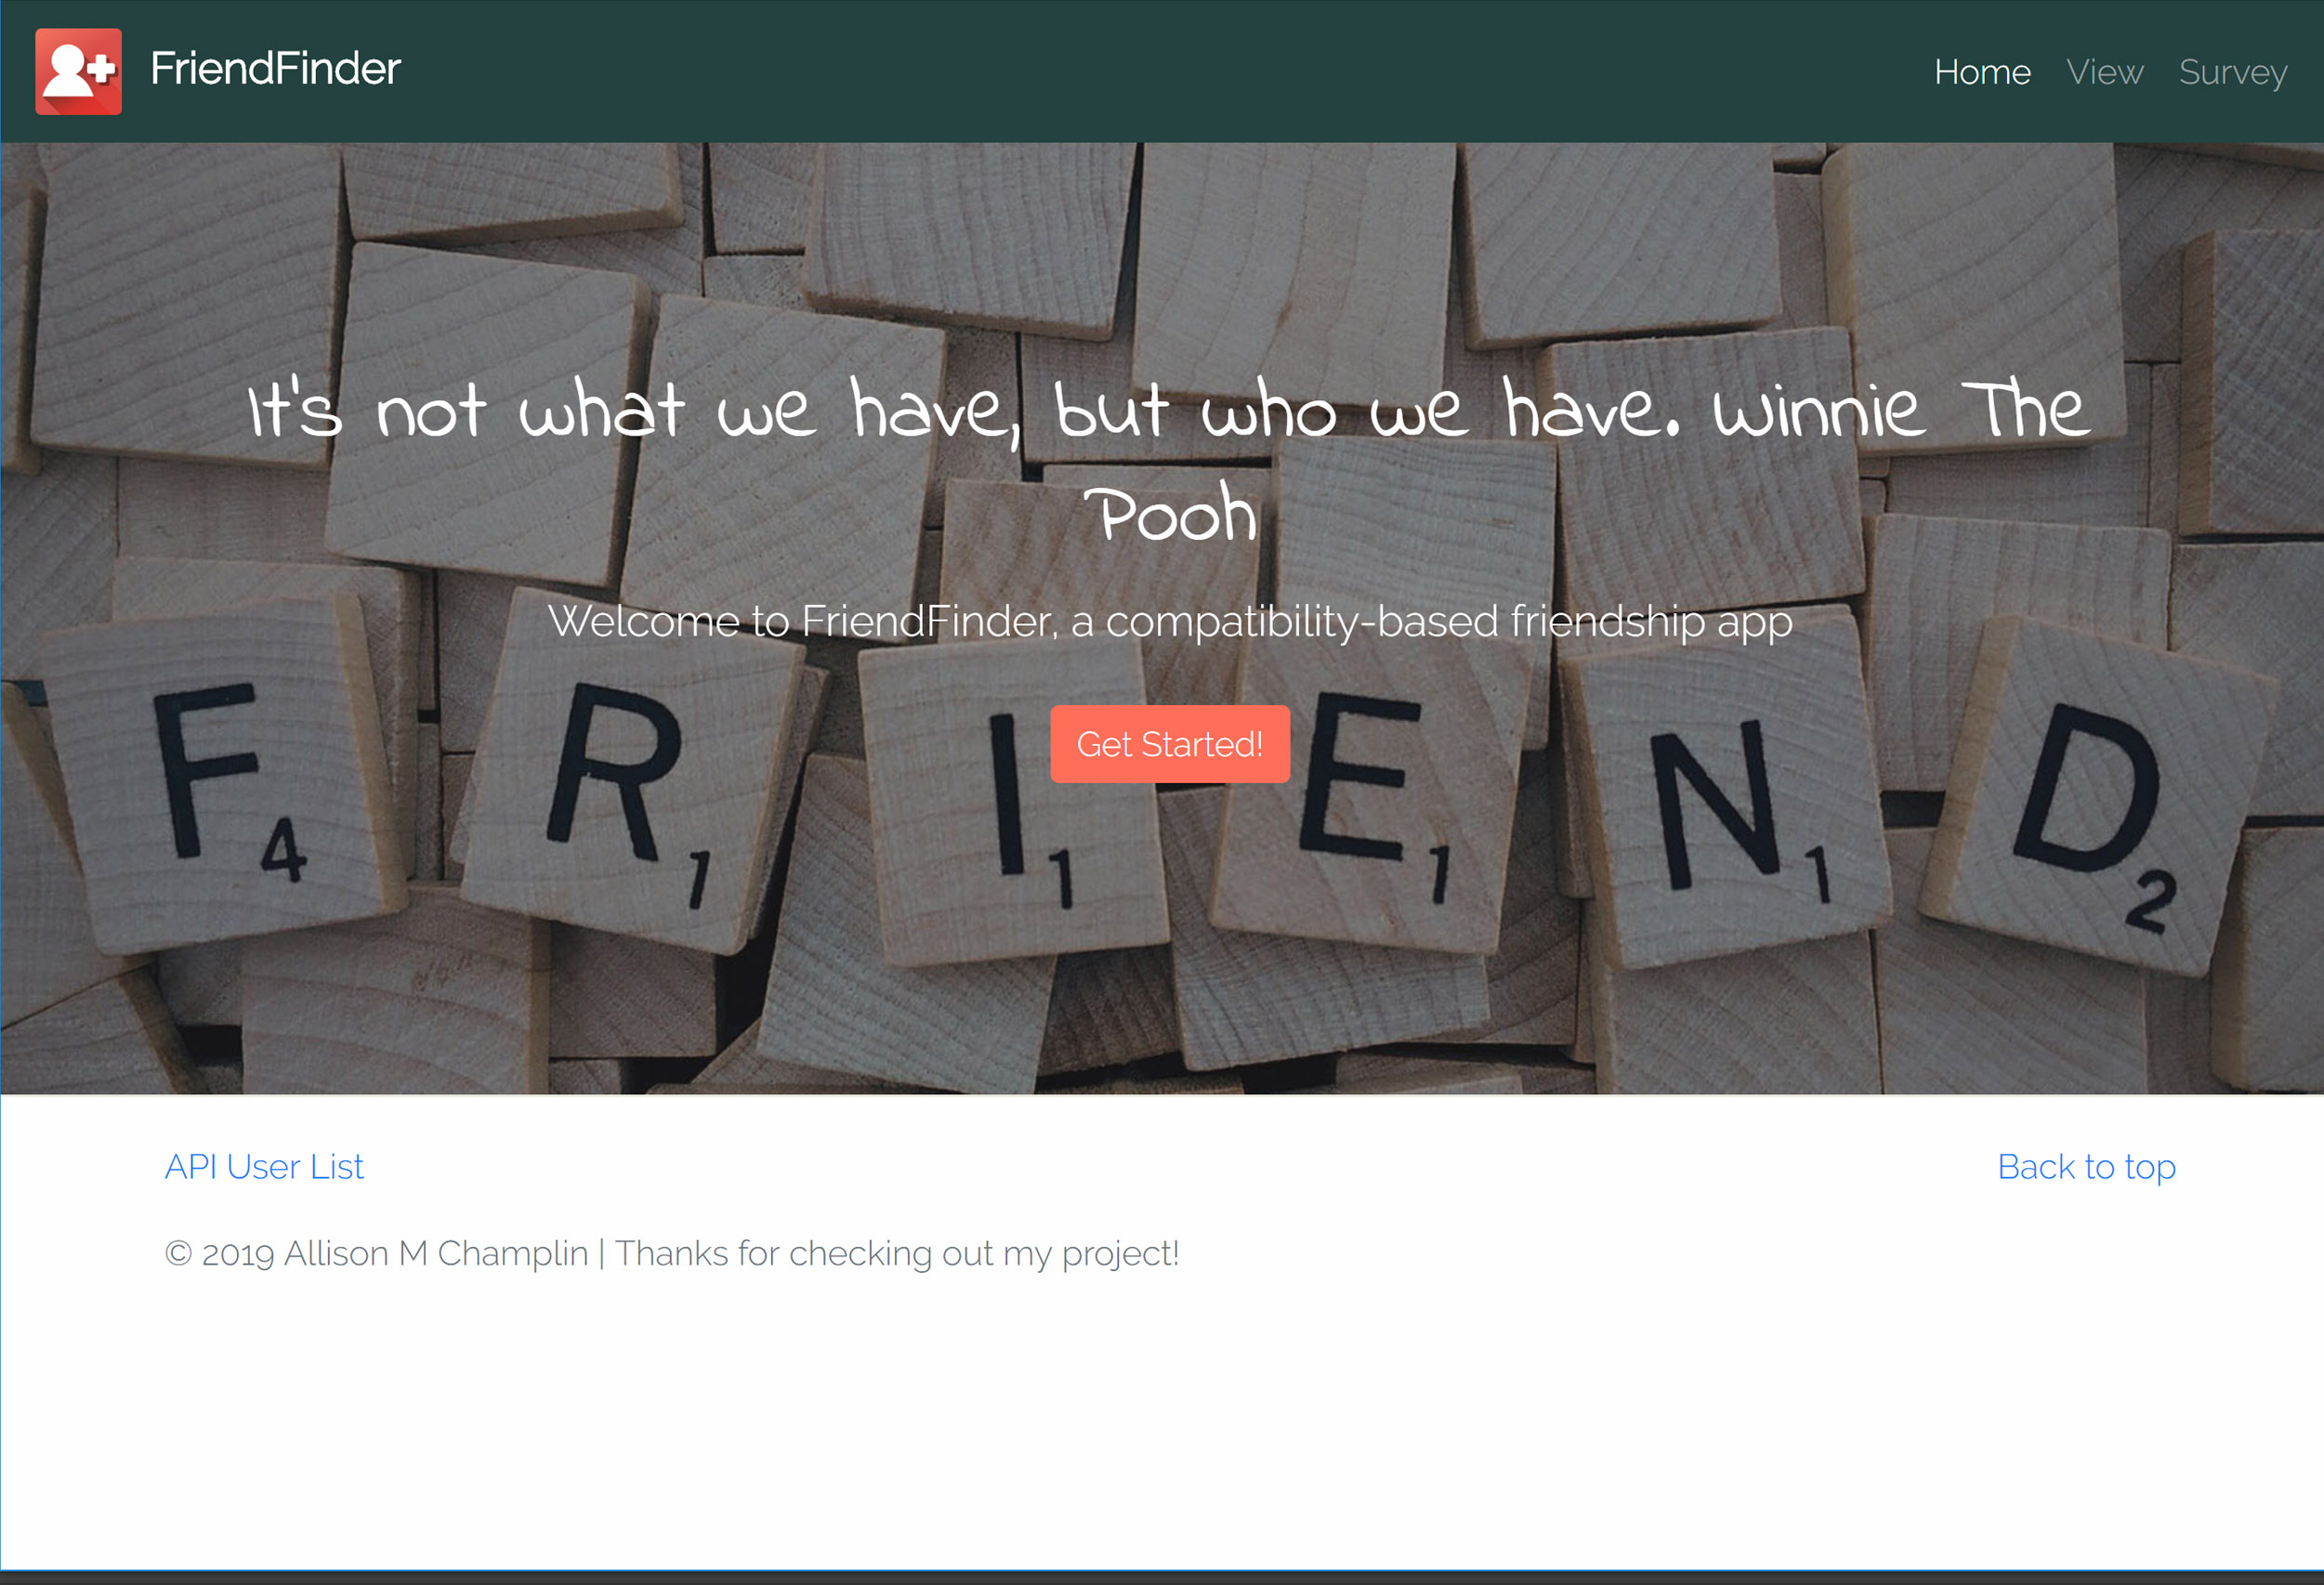 FriendFinder
Home View Survey
It's not what we have, but who we have. Winnie The
Pooh
Welcome to FriendFinder, a compatibility-based friendship app
Get Started!
F4 R1 I1 E1 N1 D2
API User List
Back to top
© 2019 Allison M Champlin | Thanks for checking out my project!